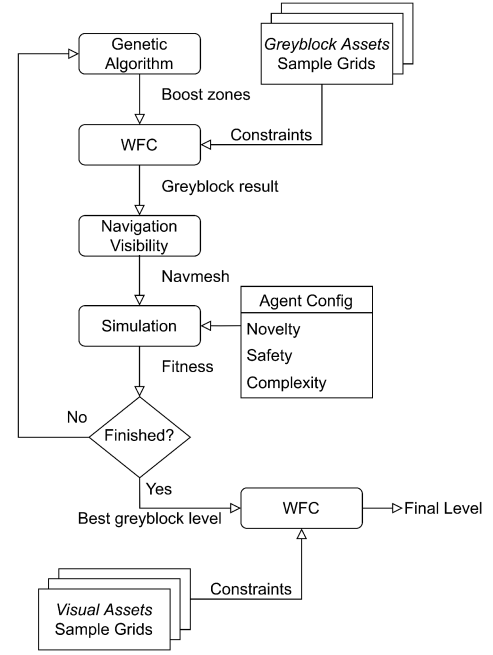 Genetic
Algorithm
Greyblock Assets
Sample Grids
Boost zones
Constraints
WFC
Greyblock result
Navigation
Visibility
Navmesh
Agent Config
Simulation
Novelty
Safety
Complexity
Fitness
No
Finished?
Yes
WFC
Final Level
Best greyblock level
Constraints
Visual Assets
Sample Grids